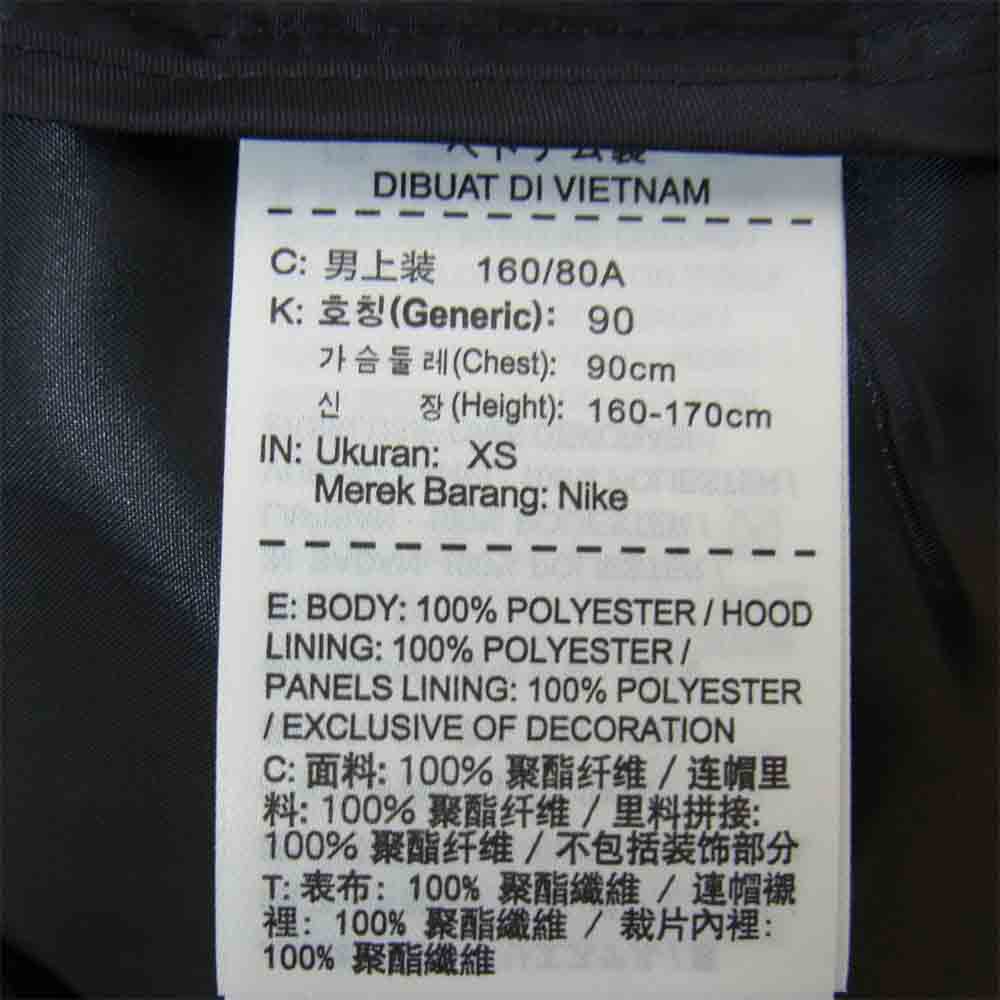 DIBUAT DI VIETNAM
C: 男上装 160/80A
K: 호칭(Generic): 90
가슴둘레(Chest): 90cm
신 장(Height): 160-170cm
IN: Ukuran: XS
Merek Barang: Nike
E: BODY: 100% POLYESTER / HOOD
LINING: 100% POLYESTER /
PANELS LINING: 100% POLYESTER
/ EXCLUSIVE OF DECORATION
C: 面料: 100% 聚酯纤维 / 连帽里
料: 100% 聚酯纤维 / 里料拼接:
100% 聚酯纤维 / 不包括装饰部分
T: 表布: 100% 聚酯纖維 / 連帽襯
裡: 100% 聚酯纖維 / 裁片內裡:
100% 聚酯纖維